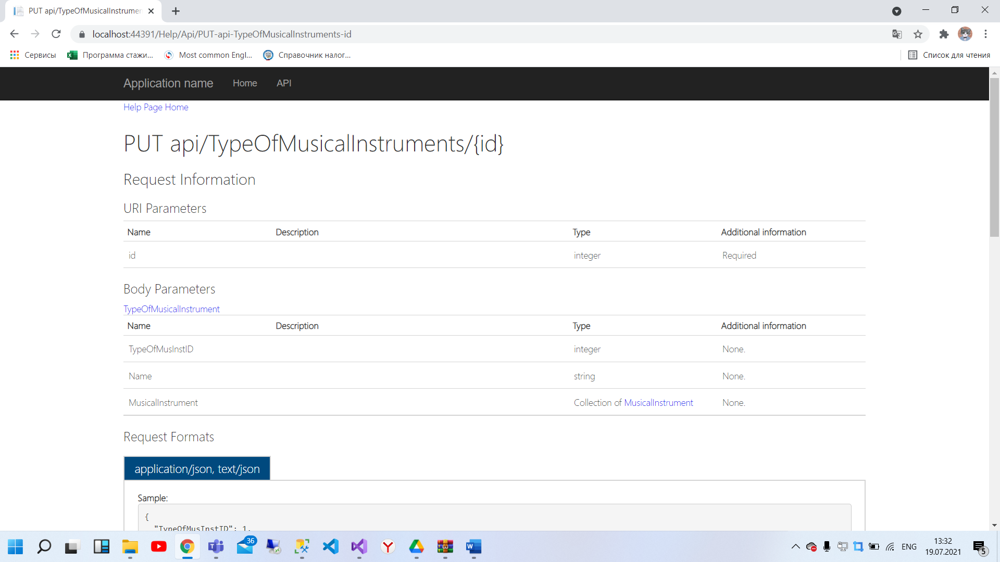 PUT api/TypeOfMusicalInstrumen
localhost:44391/Help/Api/PUT-api-TypeOfMusicalInstruments-id
Сервисы Программа стажи... Most common Engl... Справочник налог... Список для чтения
Application name Home API
Help Page Home
PUT api/TypeOfMusicalInstruments/{id}
Request Information
URI Parameters
Name Description Type Additional information
id integer Required
Body Parameters
TypeOfMusicalInstrument
Name Description Type Additional information
TypeOfMusInstID integer None.
Name string None.
MusicalInstrument Collection of MusicalInstrument None.
Request Formats
application/json, text/json
Sample:
{
"TypeOfMusInstID": 1,
36
ENG
13:32
19.07.2021
5